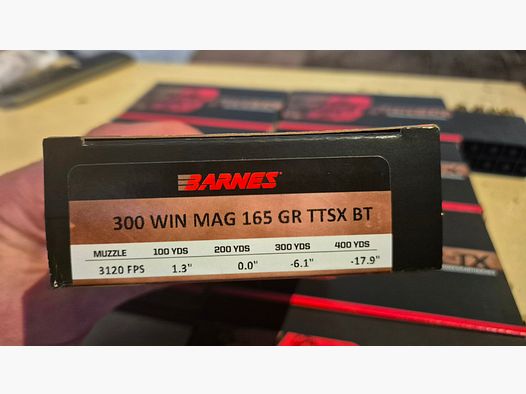 BARNES
300 WIN MAG 165 GR TTSX BT
MUZZLE 100 YDS 200 YDS 300 YDS 400 YDS
3120 FPS 1.3" 0.0" -6.1" -17.9"